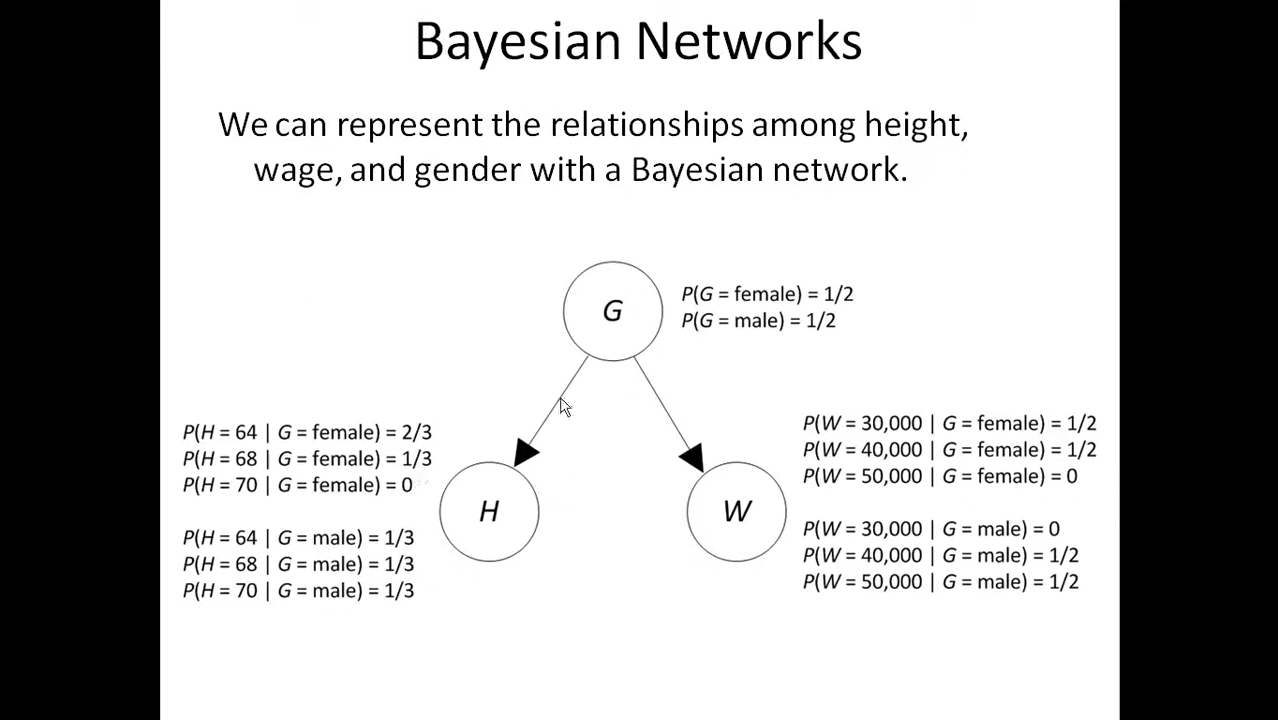 Bayesian Networks
We can represent the relationships among height,
wage, and gender with a Bayesian network.
G
P(G = female) = 1/2
P(G = male) = 1/2
P(H = 64 | G = female) = 2/3
P(H = 68 | G = female) = 1/3
P(H = 70 | G = female) = 0
P(H = 64 | G = male) = 1/3
P(H = 68 | G = male) = 1/3
P(H = 70 | G = male) = 1/3
H
W
P(W = 30,000 | G = female) = 1/2
P(W = 40,000 | G = female) = 1/2
P(W = 50,000 | G = female) = 0
P(W = 30,000 | G = male) = 0
P(W = 40,000 | G = male) = 1/2
P(W = 50,000 | G = male) = 1/2